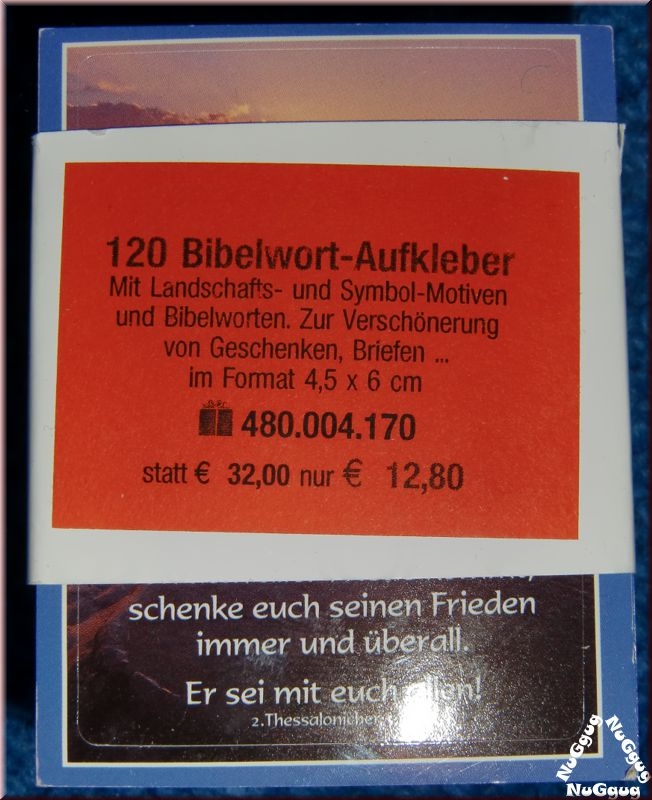 120 Bibelwort-Aufkleber
Mit Landschafts- und Symbol-Motiven
und Bibelworten. Zur Verschönerung
von Geschenken, Briefen ...
im Format 4,5 x 6 cm
480.004.170
statt € 32,00 nur € 12,80
schenke euch seinen Frieden
immer und überall.
Er sei mit euch allen!
2.Thessalonicher
NuGgug
NuGgug
NuGgug